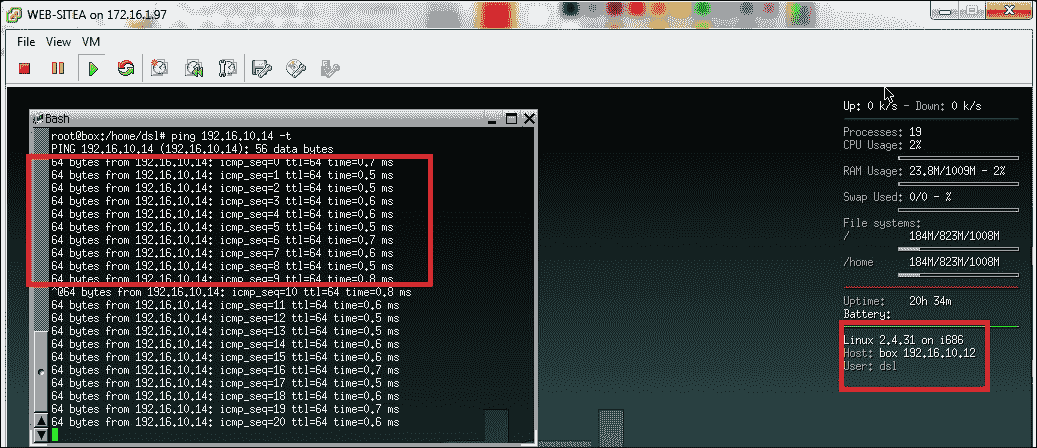 WEB-SITEA on 172.16.1.97
File View VM
Bash
root@box:/home/dsl# ping 192.16.10.14 -t
PING 192.16.10.14 (192.16.10.14): 56 data bytes
64 bytes from 192.16.10.14: icmp_seq=0 ttl=64 time=0.7 ms
64 bytes from 192.16.10.14: icmp_seq=1 ttl=64 time=0.5 ms
64 bytes from 192.16.10.14: icmp_seq=2 ttl=64 time=0.5 ms
64 bytes from 192.16.10.14: icmp_seq=3 ttl=64 time=0.6 ms
64 bytes from 192.16.10.14: icmp_seq=4 ttl=64 time=0.6 ms
64 bytes from 192.16.10.14: icmp_seq=5 ttl=64 time=0.5 ms
64 bytes from 192.16.10.14: icmp_seq=6 ttl=64 time=0.7 ms
64 bytes from 192.16.10.14: icmp_seq=7 ttl=64 time=0.6 ms
64 bytes from 192.16.10.14: icmp_seq=8 ttl=64 time=0.5 ms
64 bytes from 192.16.10.14: icmp_seq=9 ttl=64 time=0.8 ms
^@64 bytes from 192.16.10.14: icmp_seq=10 ttl=64 time=0.8 ms
64 bytes from 192.16.10.14: icmp_seq=11 ttl=64 time=0.6 ms
64 bytes from 192.16.10.14: icmp_seq=12 ttl=64 time=0.5 ms
64 bytes from 192.16.10.14: icmp_seq=13 ttl=64 time=0.5 ms
64 bytes from 192.16.10.14: icmp_seq=14 ttl=64 time=0.5 ms
64 bytes from 192.16.10.14: icmp_seq=15 ttl=64 time=0.6 ms
64 bytes from 192.16.10.14: icmp_seq=16 ttl=64 time=0.7 ms
64 bytes from 192.16.10.14: icmp_seq=17 ttl=64 time=0.5 ms
64 bytes from 192.16.10.14: icmp_seq=18 ttl=64 time=0.6 ms
64 bytes from 192.16.10.14: icmp_seq=19 ttl=64 time=0.7 ms
64 bytes from 192.16.10.14: icmp_seq=20 ttl=64 time=0.6 ms
Up: 0 k/s - Down: 0 k/s
Processes: 19
CPU Usage: 2%
RAM Usage: 23.8M/1009M - 2%
Swap Used: 0/0 - %
File systems:
/ 184M/823M/1008M
/home 184M/823M/1008M
Uptime: 20h 34m
Battery:
Linux 2.4.31 on i686
Host: box 192.16.10.12
User: dsl